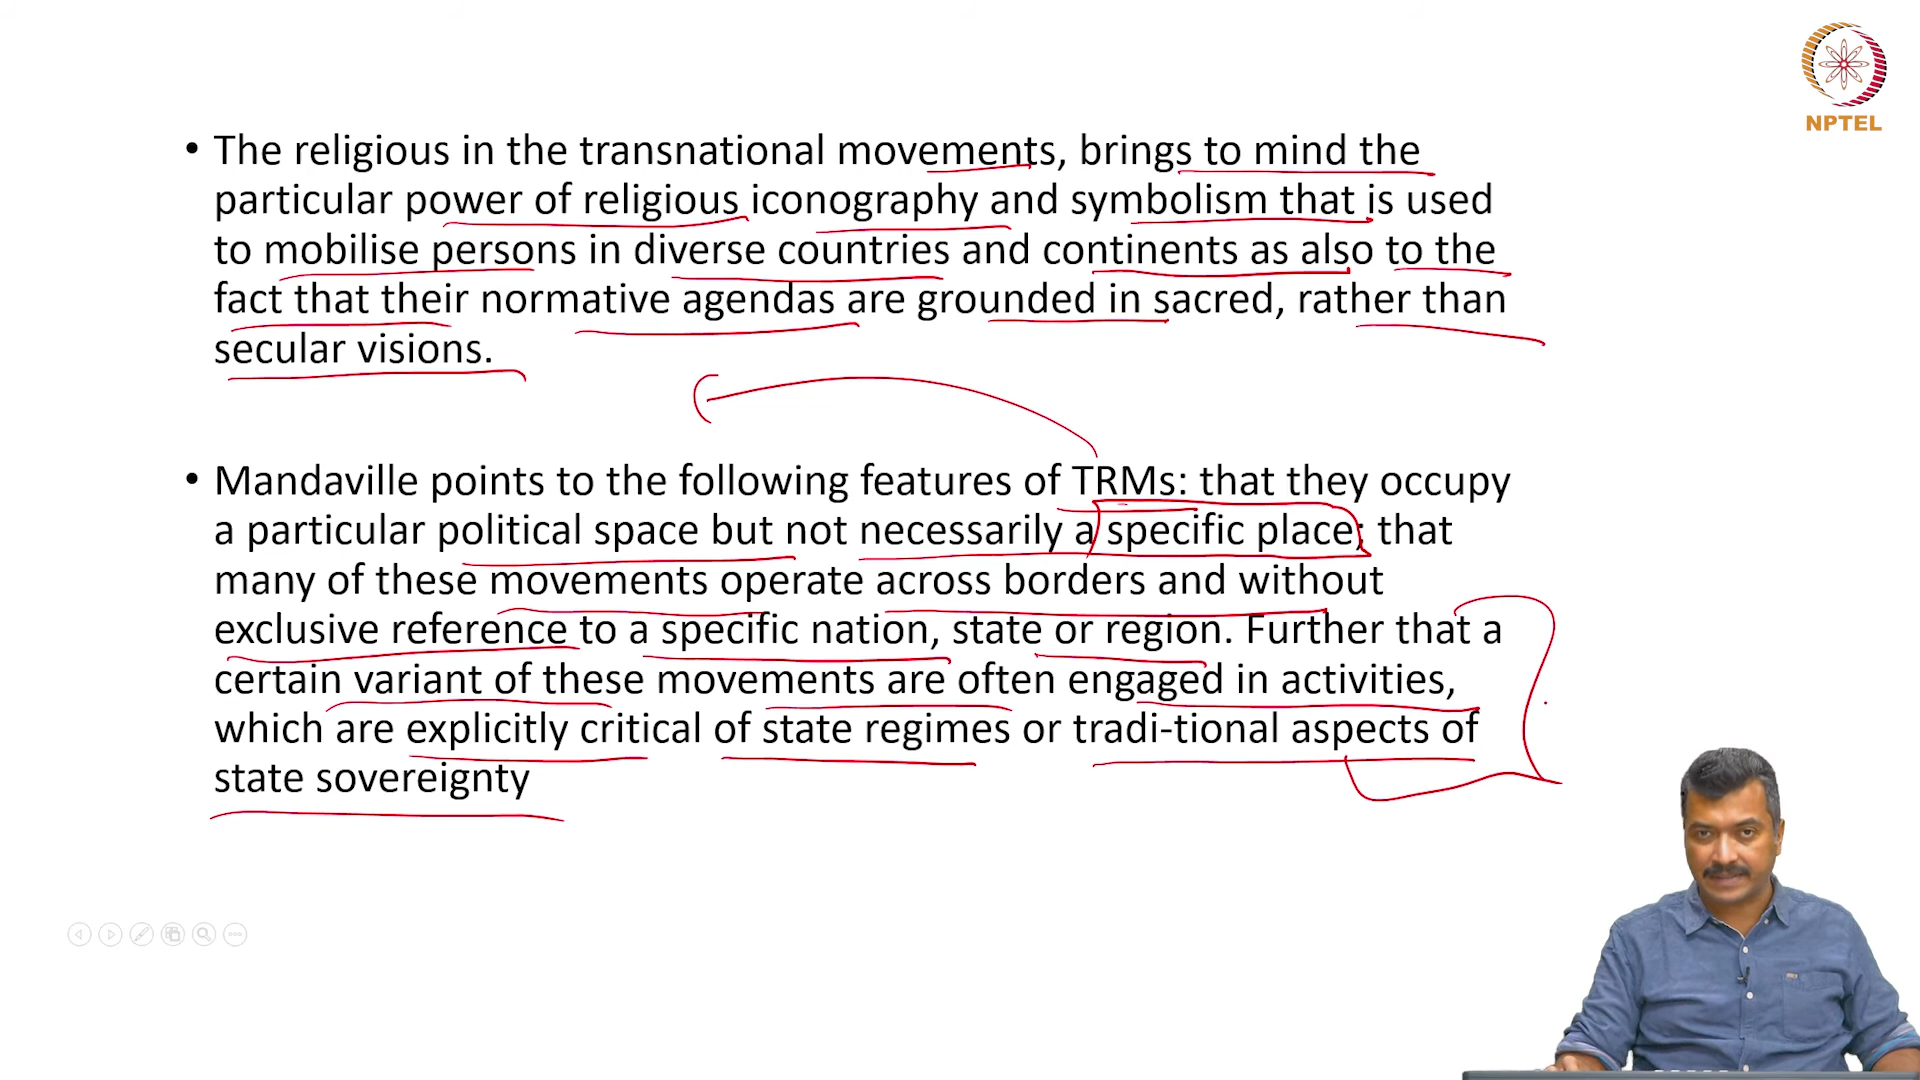 NPTEL
• The religious in the transnational movements, brings to mind the
particular power of religious iconography and symbolism that is used
to mobilise persons in diverse countries and continents as also to the
fact that their normative agendas are grounded in sacred, rather than
secular visions.
• Mandaville points to the following features of TRMs: that they occupy
a particular political space but not necessarily a specific place; that
many of these movements operate across borders and without
exclusive reference to a specific nation, state or region. Further that a
certain variant of these movements are often engaged in activities,
which are explicitly critical of state regimes or tradi-tional aspects of
state sovereignty